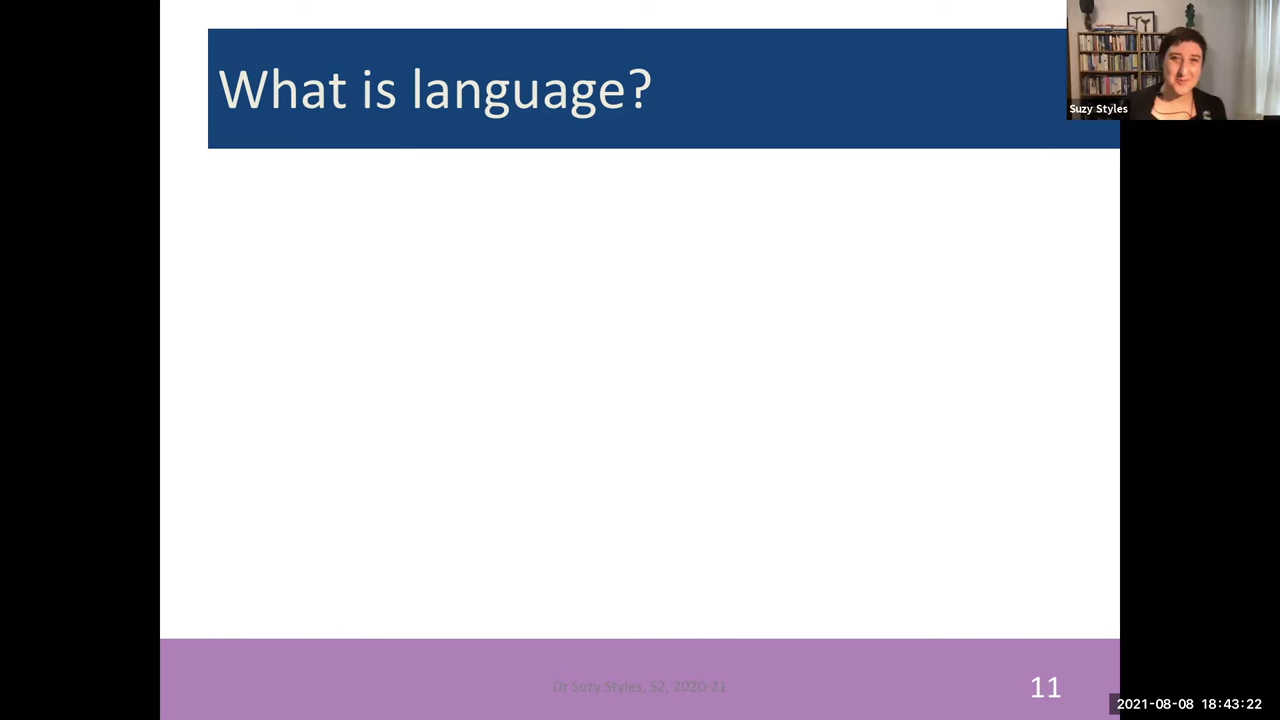 What is language?
Suzy Styles
Dr Suzy Styles, S2, 2020-21
11
2021-08-08 18:43:22